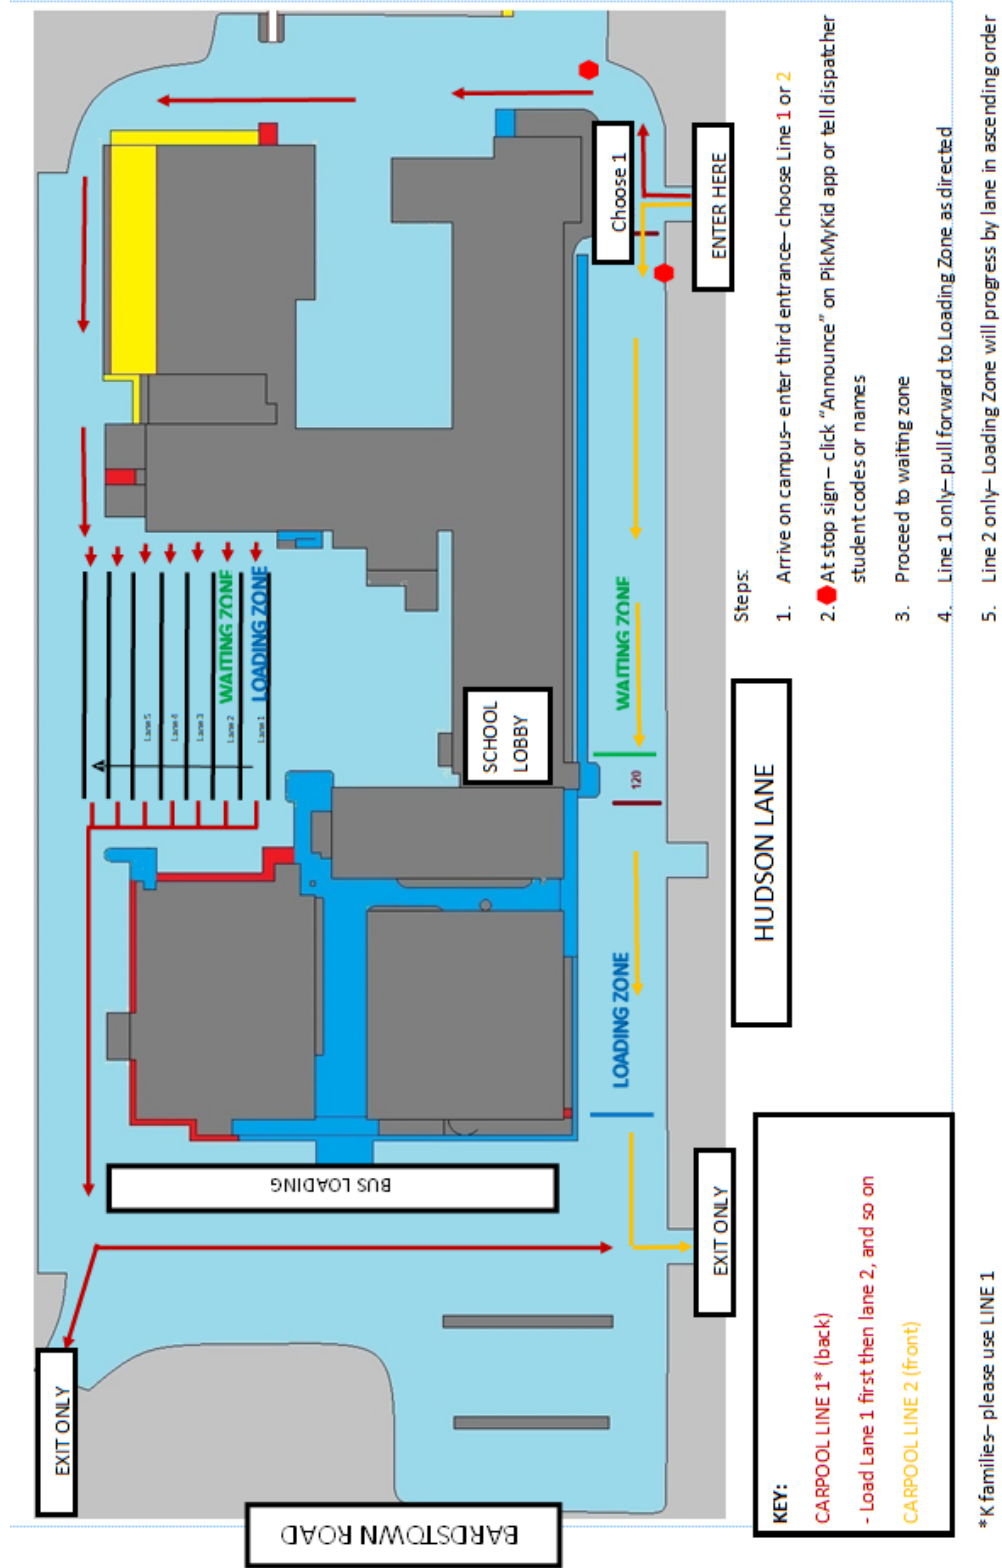 BARDSTOWN ROAD
EXIT ONLY
BUS LOADING
Lane 5
Lane 4
Lane 3
Lane 2
Lane 1
WAITING ZONE
LOADING ZONE
SCHOOL
LOBBY
LOADING ZONE
120
WAITING ZONE
Choose 1
EXIT ONLY
HUDSON LANE
ENTER HERE
KEY:
CARPOOL LINE 1* (back)
- Load Lane 1 first then lane 2, and so on
CARPOOL LINE 2 (front)
*K families– please use LINE 1
Steps:
1. Arrive on campus– enter third entrance– choose Line 1 or 2
2. At stop sign – click “Announce” on PikMyKid app or tell dispatcher
student codes or names
3. Proceed to waiting zone
4. Line 1 only– pull forward to Loading Zone as directed
5. Line 2 only– Loading Zone will progress by lane in ascending order